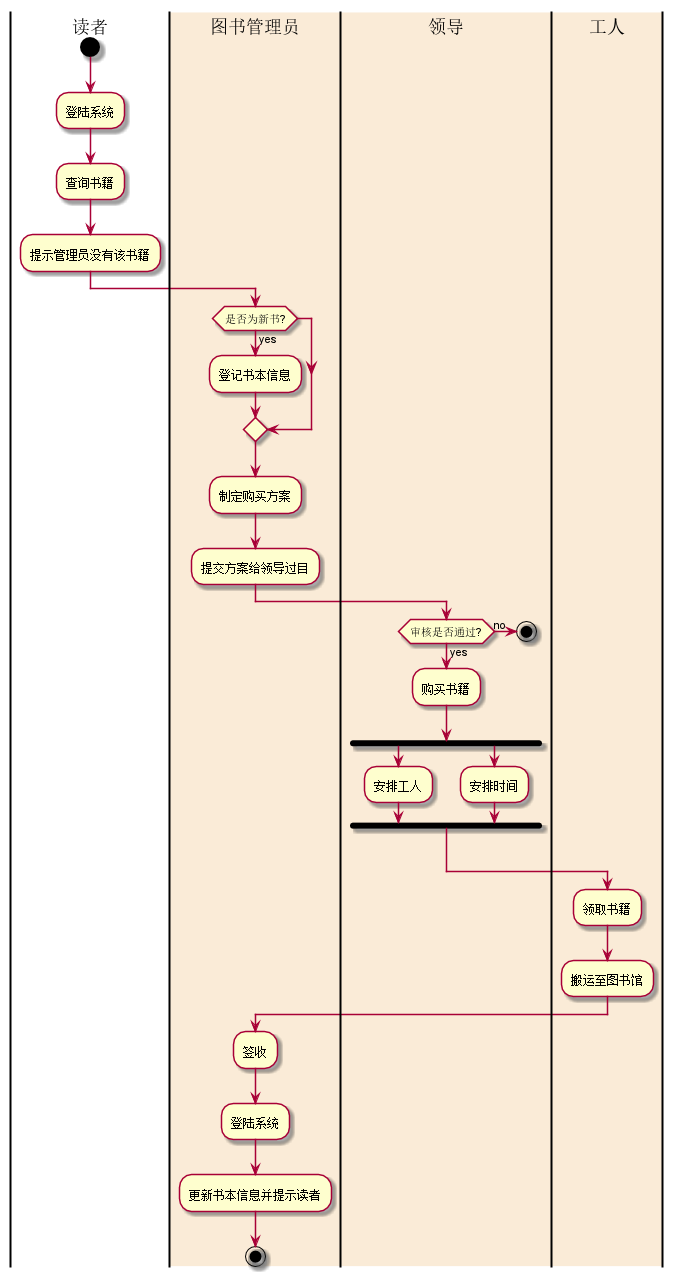 读者
图书管理员
领导
工人
登陆系统
查询书籍
提示管理员没有该书籍
是否为新书?
yes
登记书本信息
制定购买方案
提交方案给领导过目
审核是否通过?
no
yes
购买书籍
安排工人
安排时间
领取书籍
搬运至图书馆
签收
登陆系统
更新书本信息并提示读者